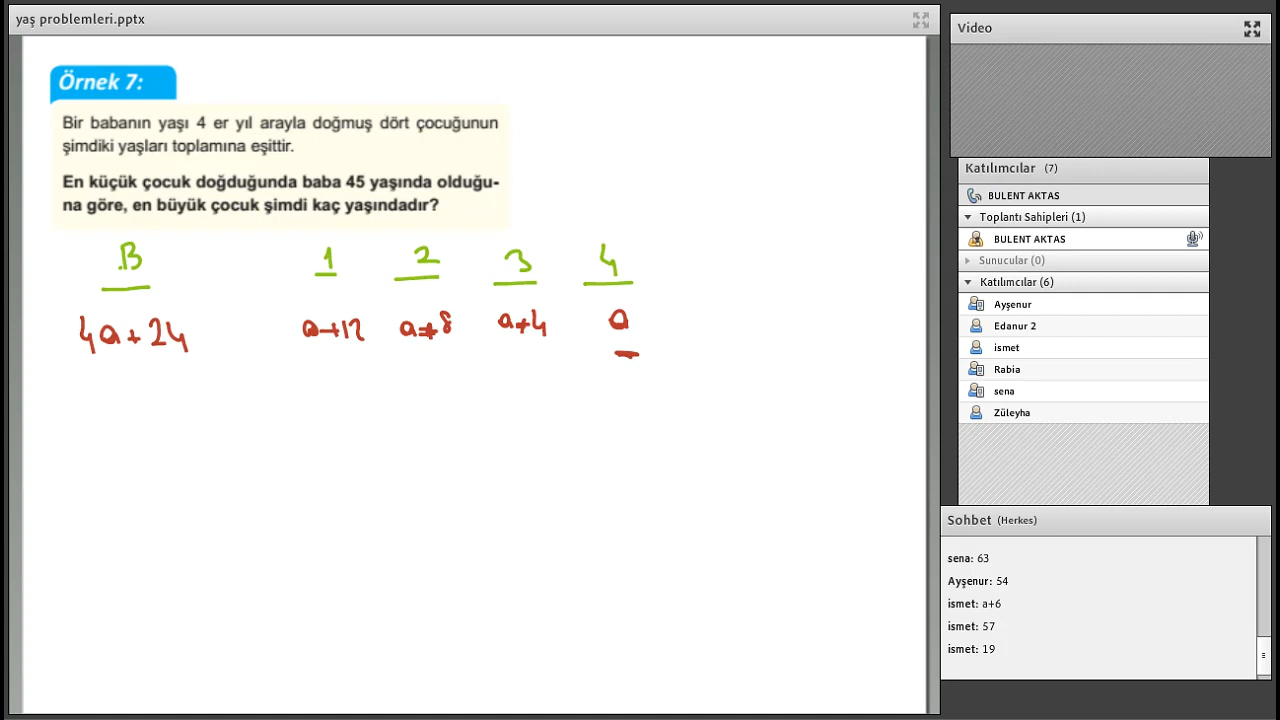 yaş problemleri.pptx
Örnek 7:
Bir babanın yaşı 4 er yıl arayla doğmuş dört çocuğunun
şimdiki yaşları toplamına eşittir.
En küçük çocuk doğduğunda baba 45 yaşında olduğu-
na göre, en büyük çocuk şimdi kaç yaşındadır?
B 1 2 3 4
4a+24 a+12 a+8 a+4 a
Video
Katılımcılar (7)
BULENT AKTAS
Toplantı Sahipleri (1)
BULENT AKTAS
Sunucular (0)
Katılımcılar (6)
Ayşenur
Edanur 2
ismet
Rabia
sena
Züleyha
Sohbet (Herkes)
sena: 63
Ayşenur: 54
ismet: a+6
ismet: 57
ismet: 19